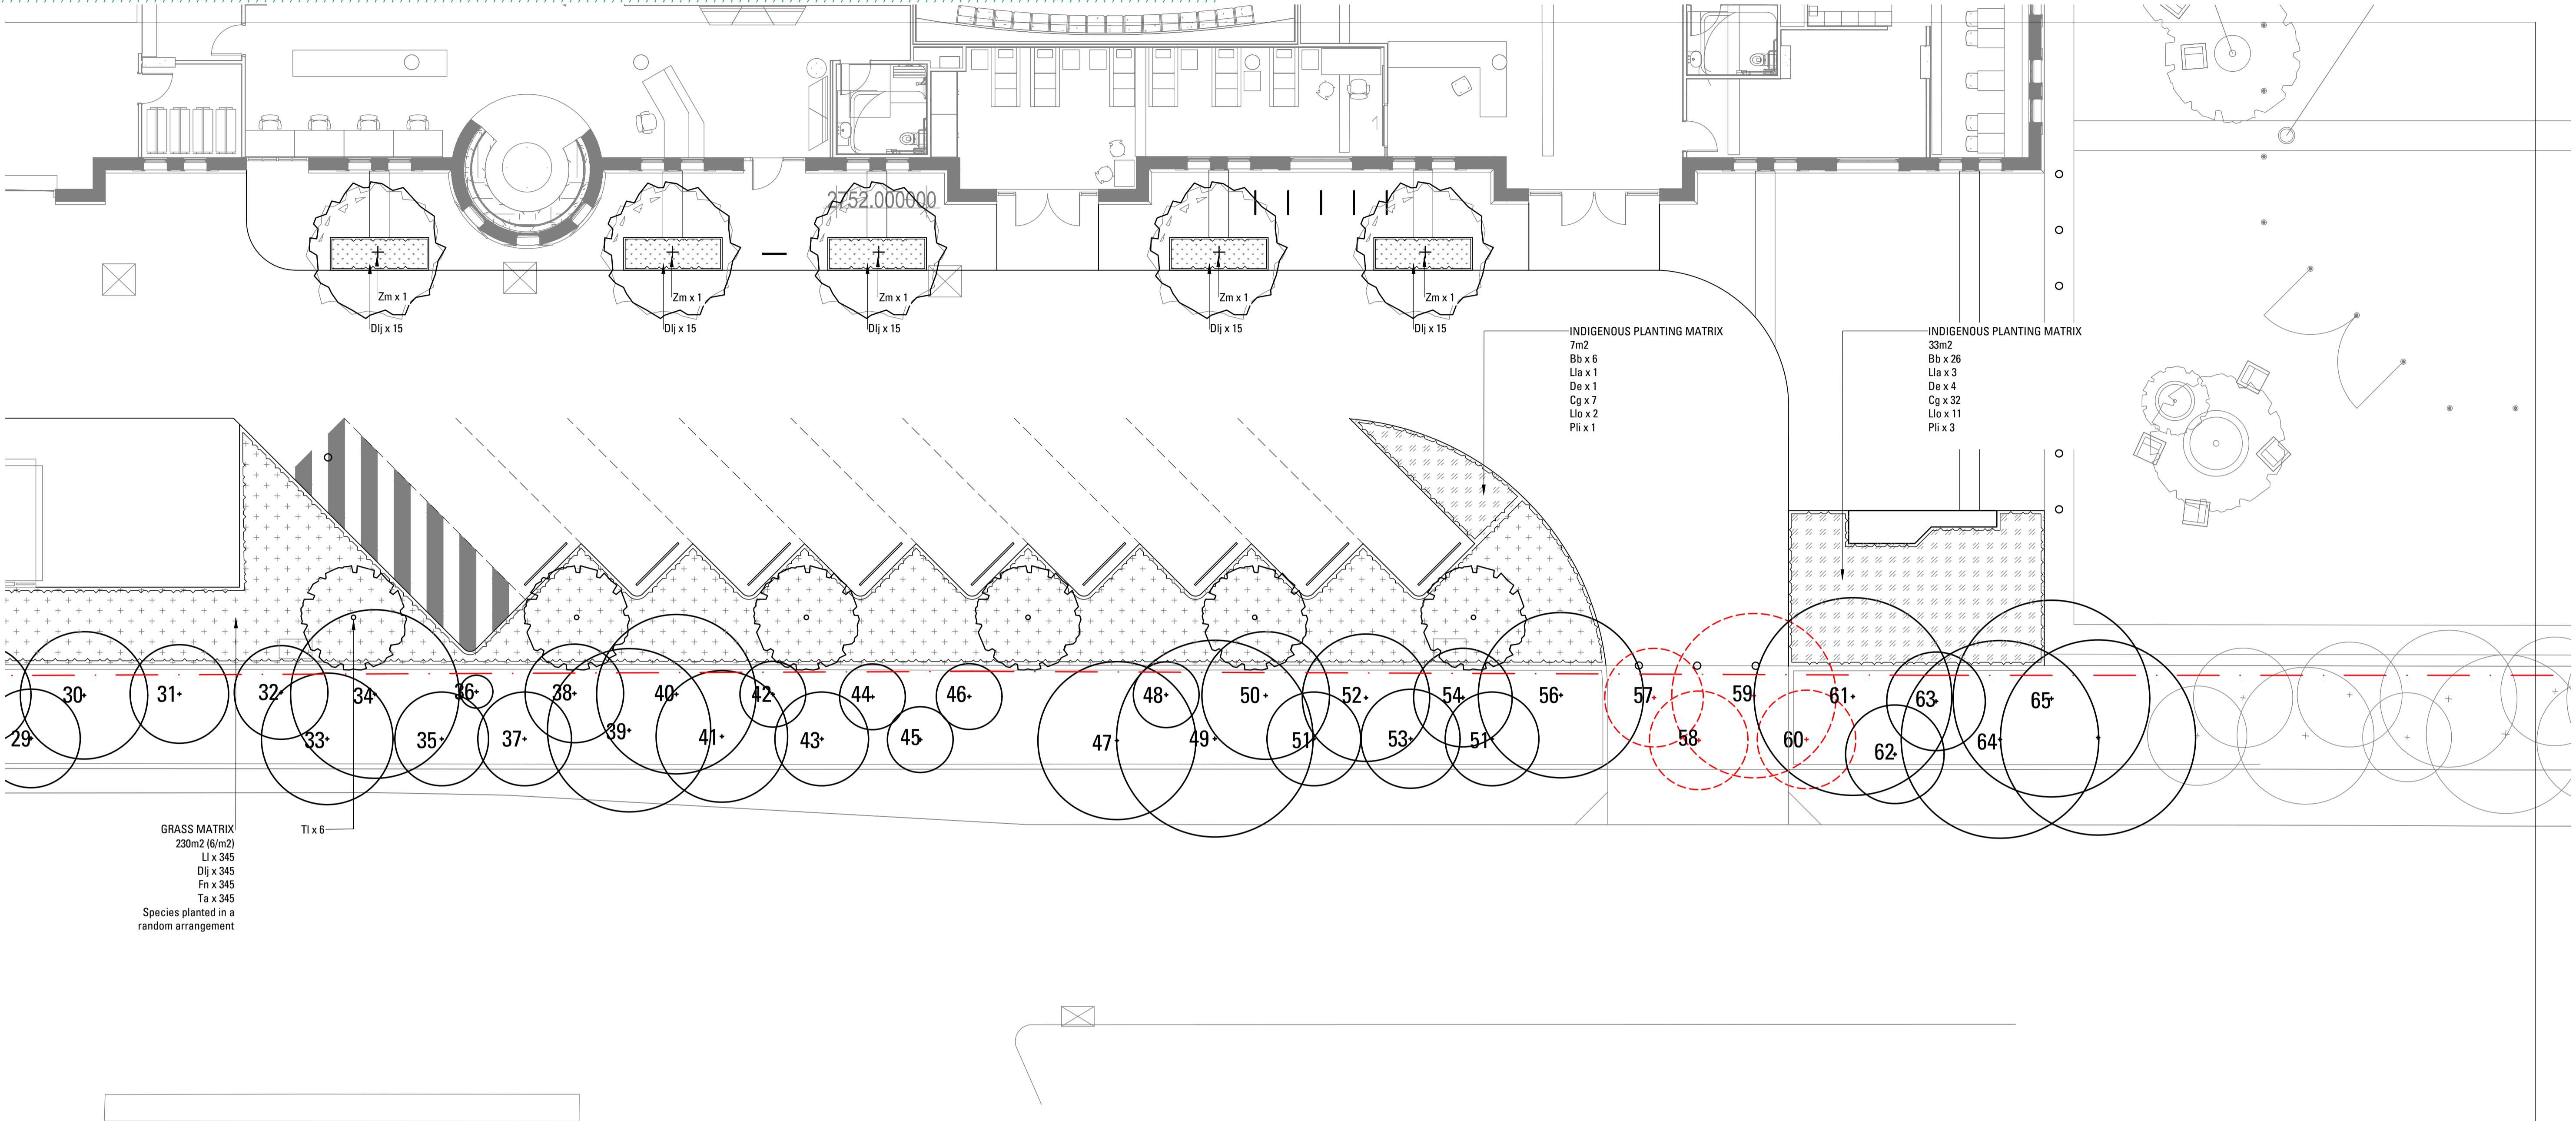 2752.000000
Zm x 1
Zm x 1
Zm x 1
Zm x 1
Zm x 1
Dlj x 15
Dlj x 15
Dlj x 15
Dlj x 15
Dlj x 15
INDIGENOUS PLANTING MATRIX
7m2
Bb x 6
Lla x 1
De x 1
Cg x 7
Llo x 2
Pli x 1
INDIGENOUS PLANTING MATRIX
33m2
Bb x 26
Lla x 3
De x 4
Cg x 32
Llo x 11
Pli x 3
30
31
32
34
36
38
40
42
44
46
48
50
52
54
56
57
59
61
63
65
29
33
35
37
39
41
43
45
47
49
51
53
51
58
60
62
64
GRASS MATRIX
230m2 (6/m2)
Ll x 345
Dlj x 345
Fn x 345
Ta x 345
Species planted in a
random arrangement
Tl x 6